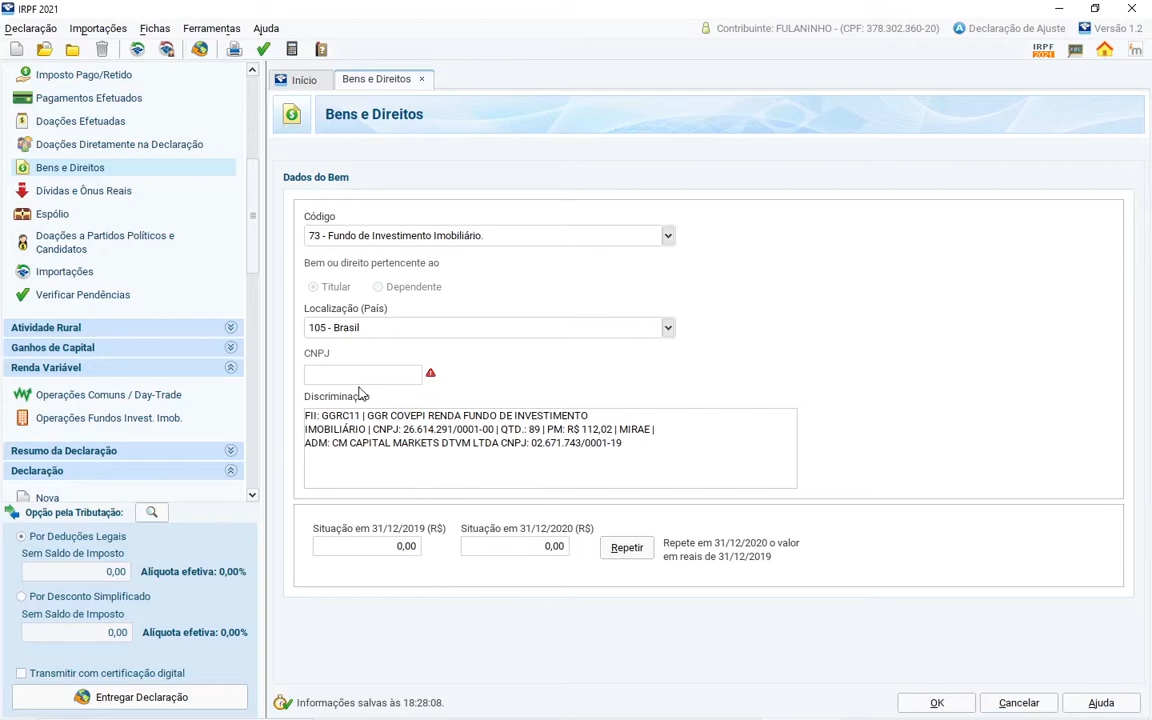 IRPF 2021
Declaração Importações Fichas Ferramentas Ajuda
Contribuinte: FULANINHO - (CPF: 378.302.360-20) Declaração de Ajuste Versão 1.2
IRPF
2021
Imposto Pago/Retido
Pagamentos Efetuados
Doações Efetuadas
Doações Diretamente na Declaração
Bens e Direitos
Dívidas e Ônus Reais
Espólio
Doações a Partidos Políticos e
Candidatos
Importações
Verificar Pendências
Atividade Rural
Ganhos de Capital
Renda Variável
Operações Comuns / Day-Trade
Operações Fundos Invest. Imob.
Resumo da Declaração
Declaração
Nova
Opção pela Tributação:
Por Deduções Legais
Sem Saldo de Imposto
0,00 Alíquota efetiva: 0,00%
Por Desconto Simplificado
Sem Saldo de Imposto
0,00 Alíquota efetiva: 0,00%
Transmitir com certificação digital
Entregar Declaração
Início Bens e Direitos ×
Bens e Direitos
Dados do Bem
Código
73 - Fundo de Investimento Imobiliário.
Bem ou direito pertencente ao
Titular Dependente
Localização (País)
105 - Brasil
CNPJ
Discriminação
FII: GGRC11 | GGR COVEPI RENDA FUNDO DE INVESTIMENTO
IMOBILIÁRIO | CNPJ: 26.614.291/0001-00 | QTD.: 89 | PM: R$ 112,02 | MIRAE |
ADM: CM CAPITAL MARKETS DTVM LTDA CNPJ: 02.671.743/0001-19
Situação em 31/12/2019 (R$) Situação em 31/12/2020 (R$)
0,00 0,00 Repetir Repete em 31/12/2020 o valor
em reais de 31/12/2019
Informações salvas às 18:28:08.
OK Cancelar Ajuda